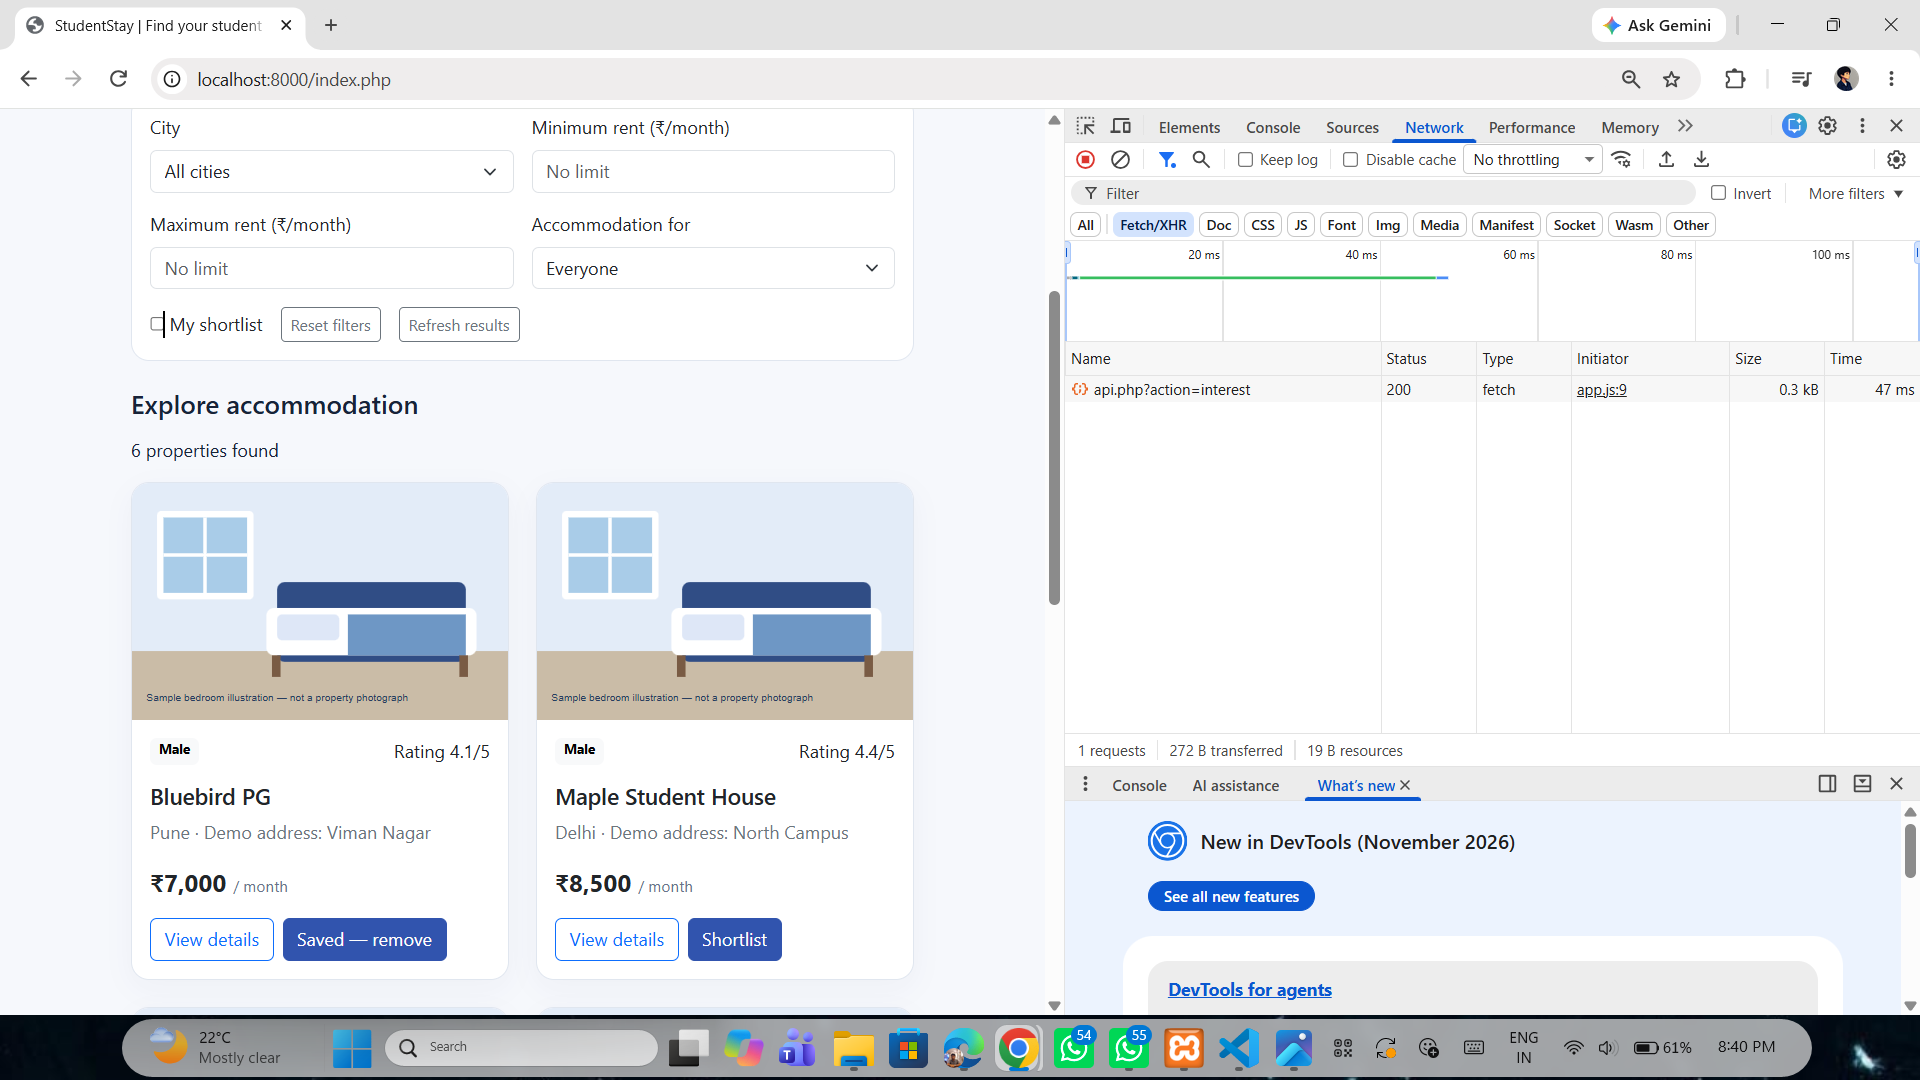 StudentStay | Find your student
Ask Gemini
localhost:8000/index.php
City
Minimum rent (₹/month)
All cities
No limit
Maximum rent (₹/month)
Accommodation for
No limit
Everyone
My shortlist
Reset filters
Refresh results
Explore accommodation
6 properties found
Sample bedroom illustration — not a property photograph
Male
Rating 4.1/5
Bluebird PG
Pune · Demo address: Viman Nagar
₹7,000 / month
View details
Saved — remove
Sample bedroom illustration — not a property photograph
Male
Rating 4.4/5
Maple Student House
Delhi · Demo address: North Campus
₹8,500 / month
View details
Shortlist
Elements Console Sources Network Performance Memory
Keep log Disable cache No throttling
Filter Invert More filters
All Fetch/XHR Doc CSS JS Font Img Media Manifest Socket Wasm Other
20 ms 40 ms 60 ms 80 ms 100 ms
Name Status Type Initiator Size Time
api.php?action=interest 200 fetch app.js:9 0.3 kB 47 ms
1 requests 272 B transferred 19 B resources
Console AI assistance What's new
New in DevTools (November 2026)
See all new features
DevTools for agents
22°C
Mostly clear
Search
54
55
ENG
IN
61%
8:40 PM